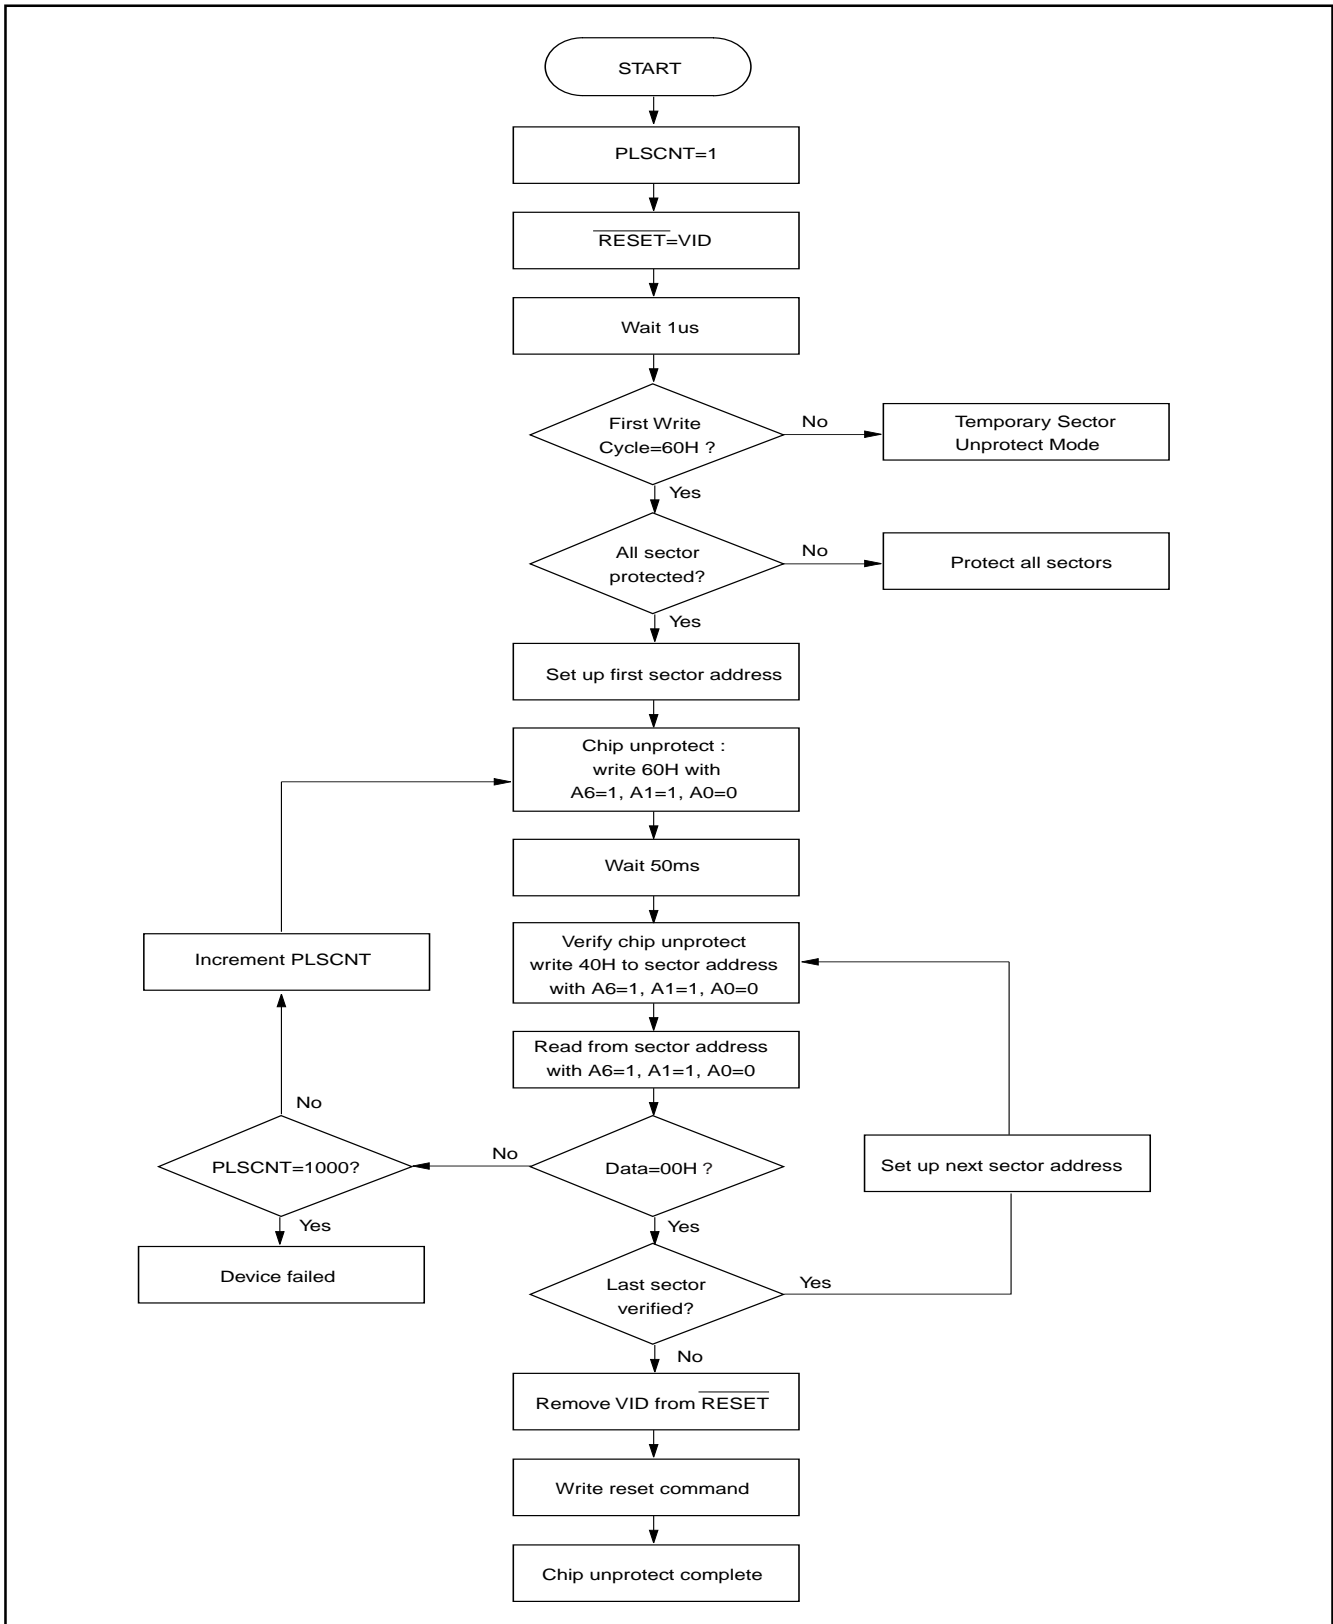 START
PLSCNT=1
RESET=VID
Wait 1us
First Write
Cycle=60H ?
No
Temporary Sector
Unprotect Mode
Yes
All sector
protected?
No
Protect all sectors
Yes
Set up first sector address
Chip unprotect :
write 60H with
A6=1, A1=1, A0=0
Wait 50ms
Increment PLSCNT
Verify chip unprotect
write 40H to sector address
with A6=1, A1=1, A0=0
Read from sector address
with A6=1, A1=1, A0=0
No
PLSCNT=1000?
No
Data=00H ?
Set up next sector address
Yes
Yes
Device failed
Last sector
verified?
Yes
No
Remove VID from RESET
Write reset command
Chip unprotect complete